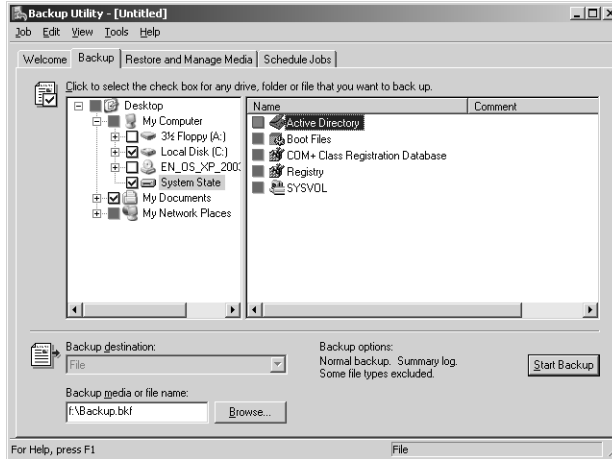 Backup Utility - [Untitled]
Job Edit View Tools Help
Welcome Backup Restore and Manage Media Schedule Jobs
Click to select the check box for any drive, folder or file that you want to back up.
Desktop
My Computer
3½ Floppy (A:)
Local Disk (C:)
EN_OS_XP_200
System State
My Documents
My Network Places
Name Comment
Active Directory
Boot Files
COM+ Class Registration Database
Registry
SYSVOL
Backup destination:
File
Backup media or file name:
f:\Backup.bkf
Browse...
Backup options:
Normal backup. Summary log.
Some file types excluded.
Start Backup
For Help, press F1
File